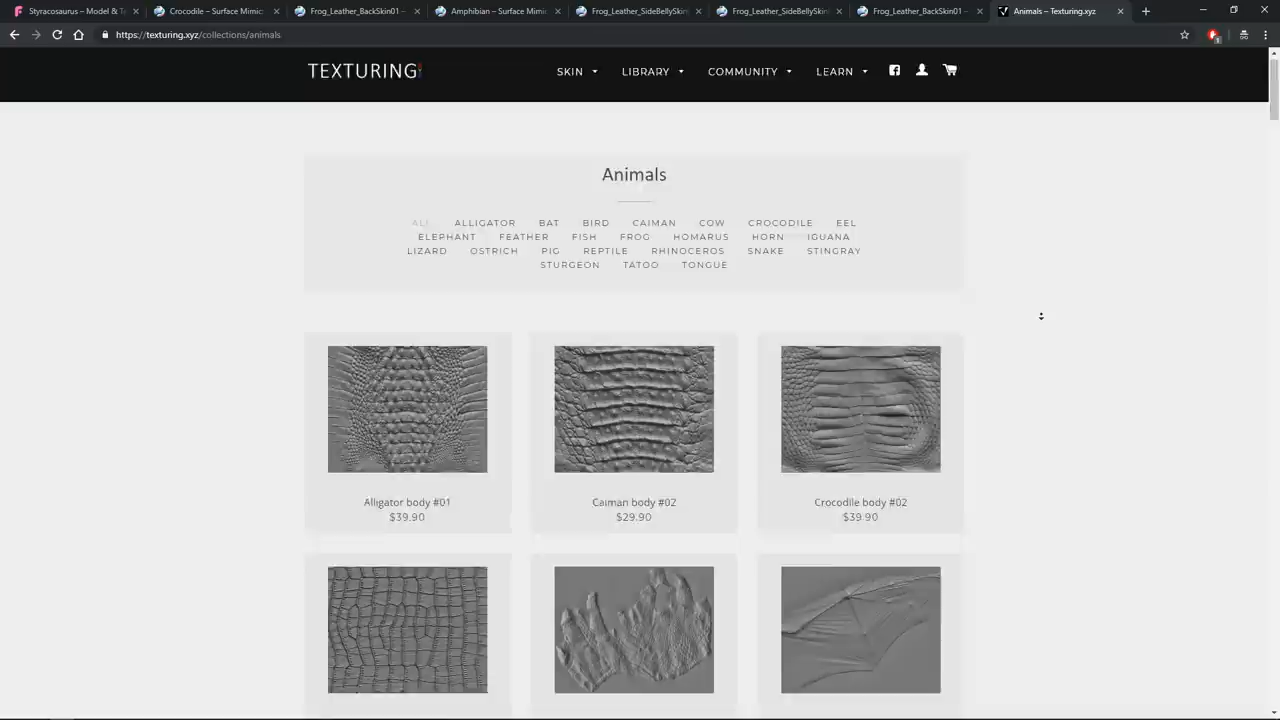 Styracosaurus – Model & T
Crocodile – Surface Mimic
Frog_Leather_BackSkin01 –
Amphibian – Surface Mimi
Frog_Leather_SideBellySkin
Frog_Leather_SideBellySkin
Frog_Leather_BackSkin01 –
Animals – Texturing.xyz
https://texturing.xyz/collections/animals
TEXTURING
SKIN
LIBRARY
COMMUNITY
LEARN
Animals
ALL ALLIGATOR BAT BIRD CAIMAN COW CROCODILE EEL
ELEPHANT FEATHER FISH FROG HOMARUS HORN IGUANA
LIZARD OSTRICH PIG REPTILE RHINOCEROS SNAKE STINGRAY
STURGEON TATOO TONGUE
Alligator body #01
$39.90
Caiman body #02
$29.90
Crocodile body #02
$39.90